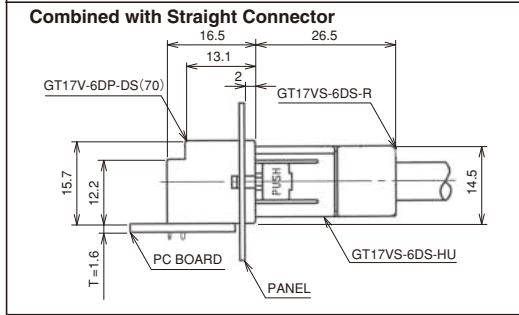 Combined with Straight Connector
16.5
26.5
13.1
2
GT17V-6DP-DS(70)
GT17VS-6DS-R
PUSH
15.7
12.2
14.5
T=1.6
PC BOARD
GT17VS-6DS-HU
PANEL